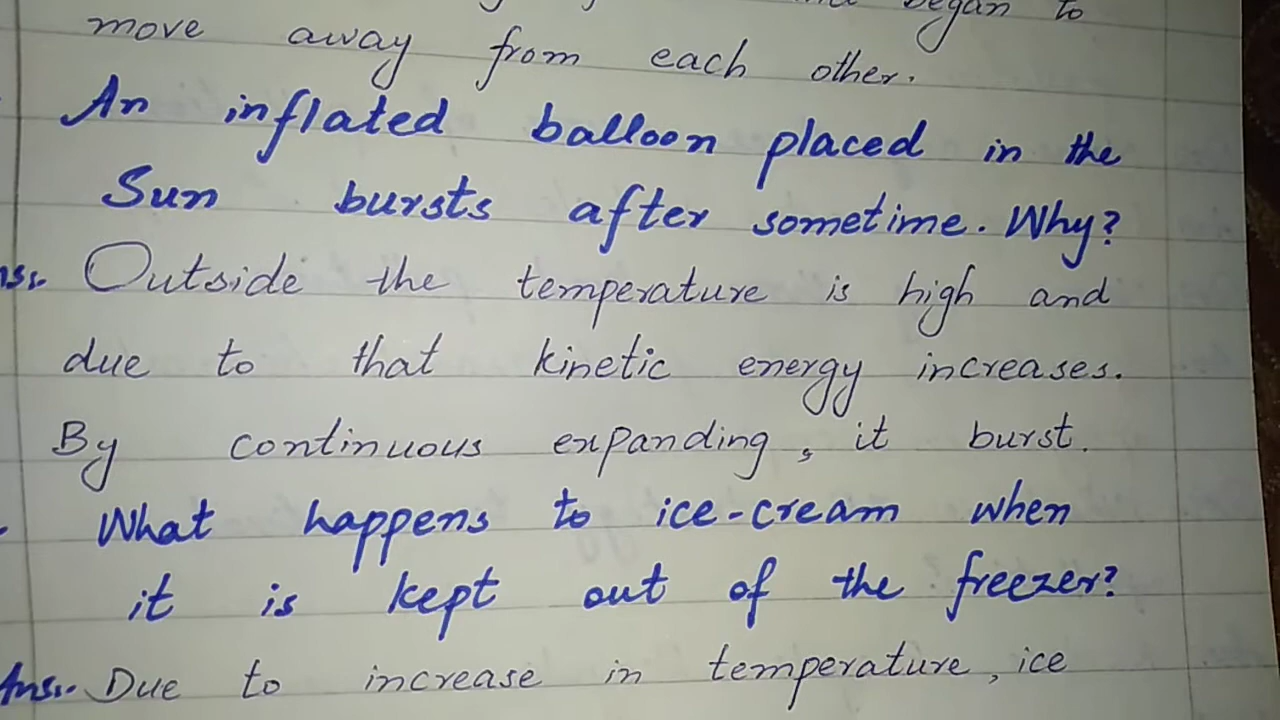 began to
move away from each other.
An inflated balloon placed in the
Sun bursts after sometime. Why?
Outside the temperature is high and
due to that kinetic energy increases.
By continuous expanding, it burst.
What happens to ice-cream when
it is kept out of the freezer?
Ans:- Due to increase in temperature, ice